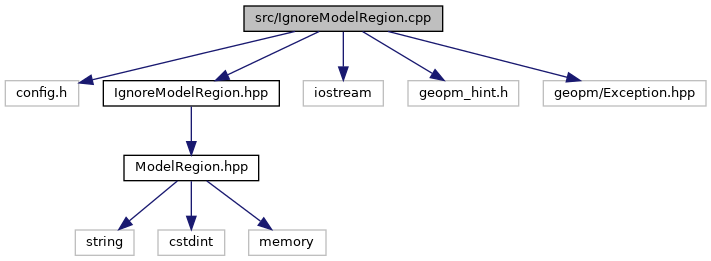 src/IgnoreModelRegion.cpp
config.h
IgnoreModelRegion.hpp
iostream
geopm_hint.h
geopm/Exception.hpp
ModelRegion.hpp
string
cstdint
memory